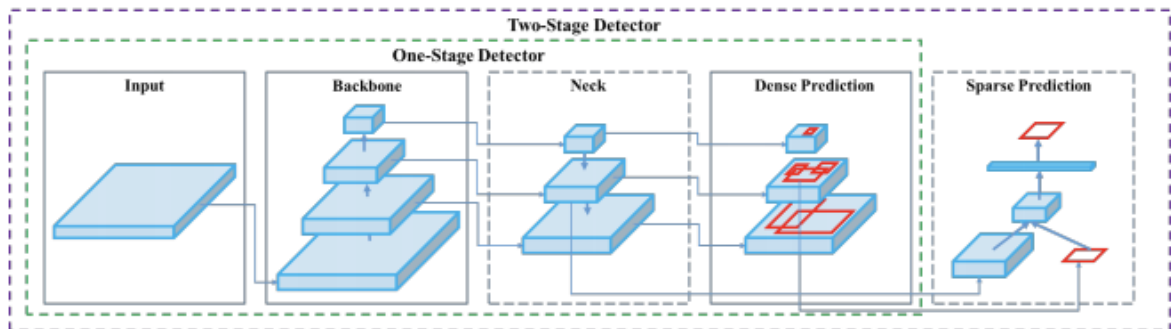 Two-Stage Detector
One-Stage Detector
Input
Backbone
Neck
Dense Prediction
Sparse Prediction